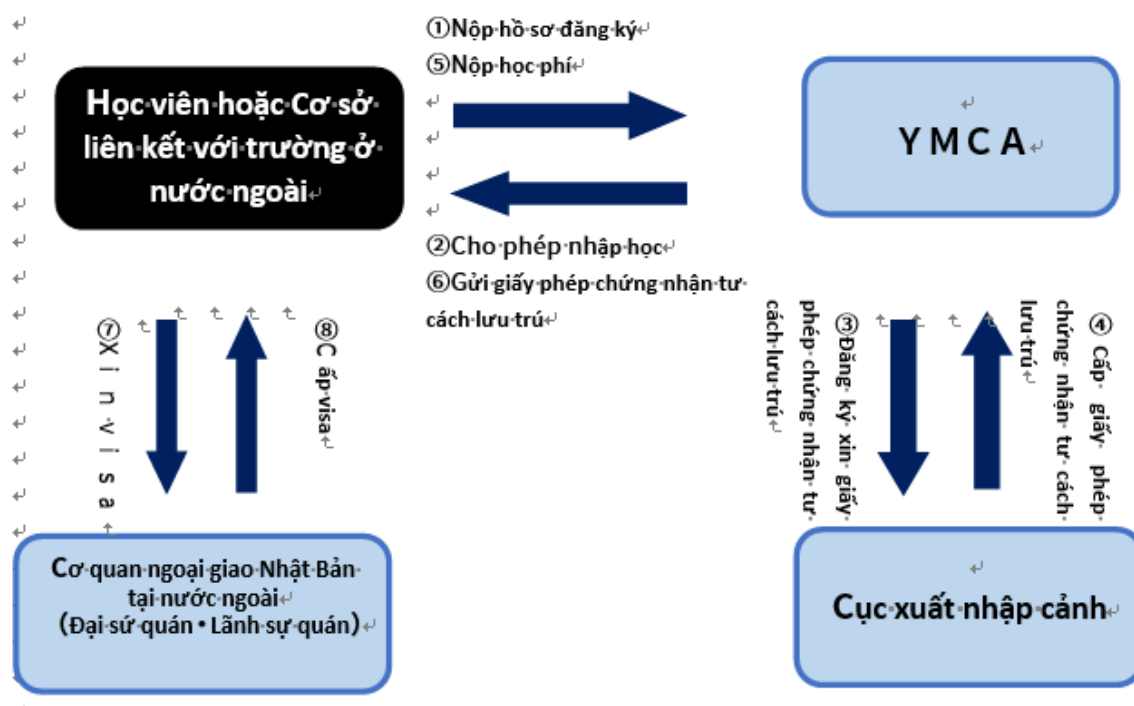 ①Nộp hồ sơ đăng ký
⑤Nộp học phí
Học viên hoặc Cơ sở
liên kết với trường ở
nước ngoài
YMCA
②Cho phép nhập học
⑥Gửi giấy phép chứng nhận tư
cách lưu trú
⑦Xin visa
⑧Cấp visa
③Đăng ký xin giấy
phép chứng nhận tư
cách lưu trú
④ Cấp giấy phép
chứng nhận tư cách
lưu trú
Cơ quan ngoại giao Nhật Bản
tại nước ngoài
(Đại sứ quán・Lãnh sự quán)
Cục xuất nhập cảnh